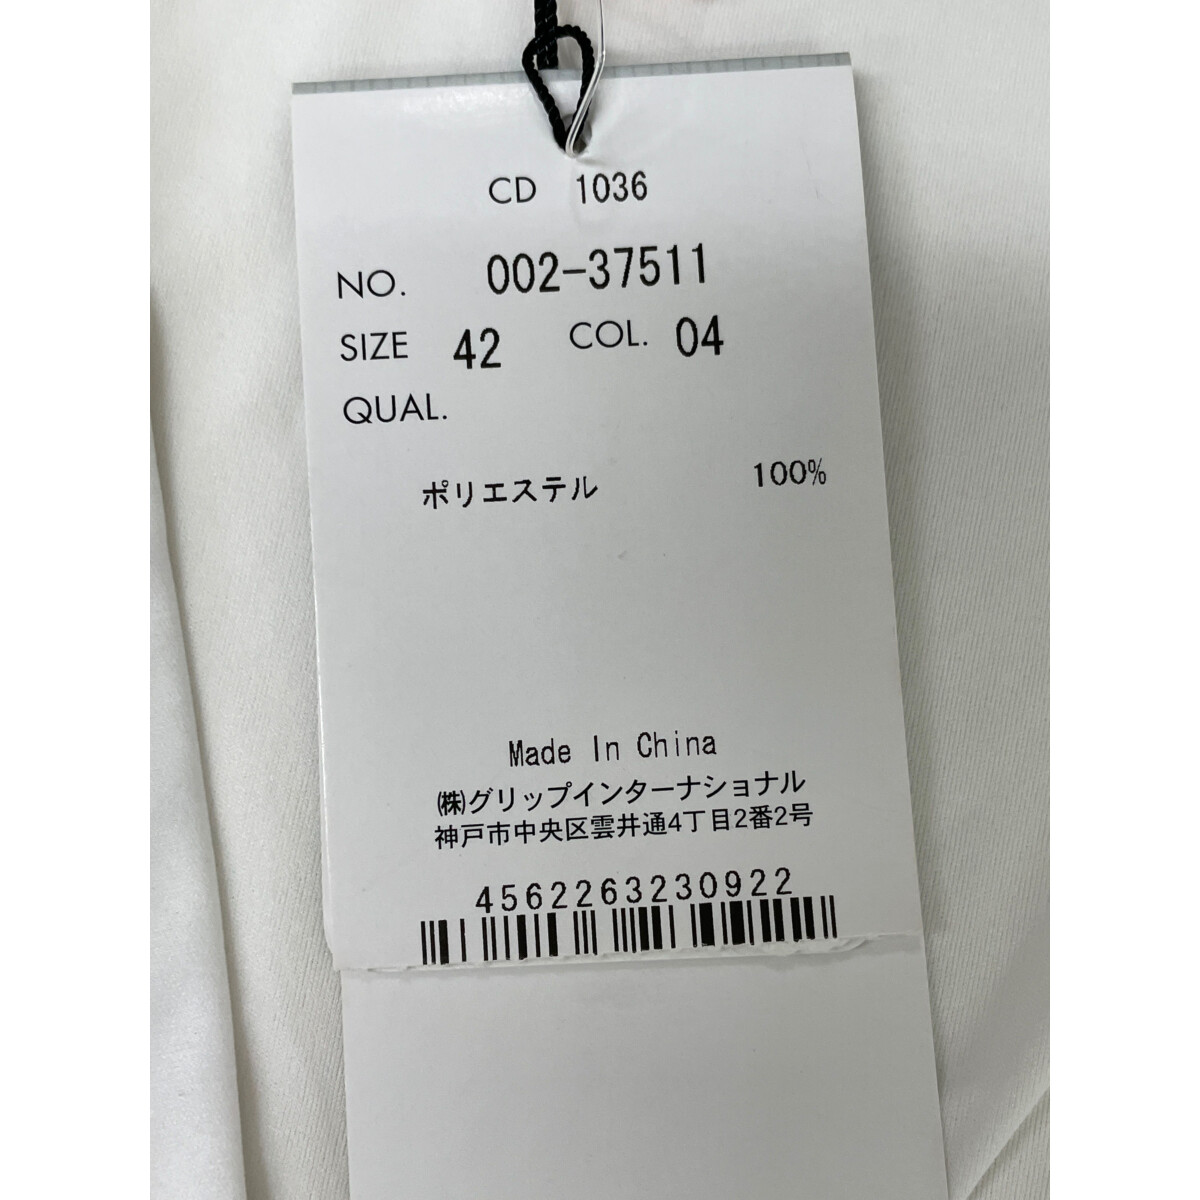 CD 1036
NO. 002-37511
SIZE 42 COL. 04
QUAL.
ポリエステル 100%
Made In China
㈱グリップインターナショナル
神戸市中央区雲井通4丁目2番2号
4562263230922